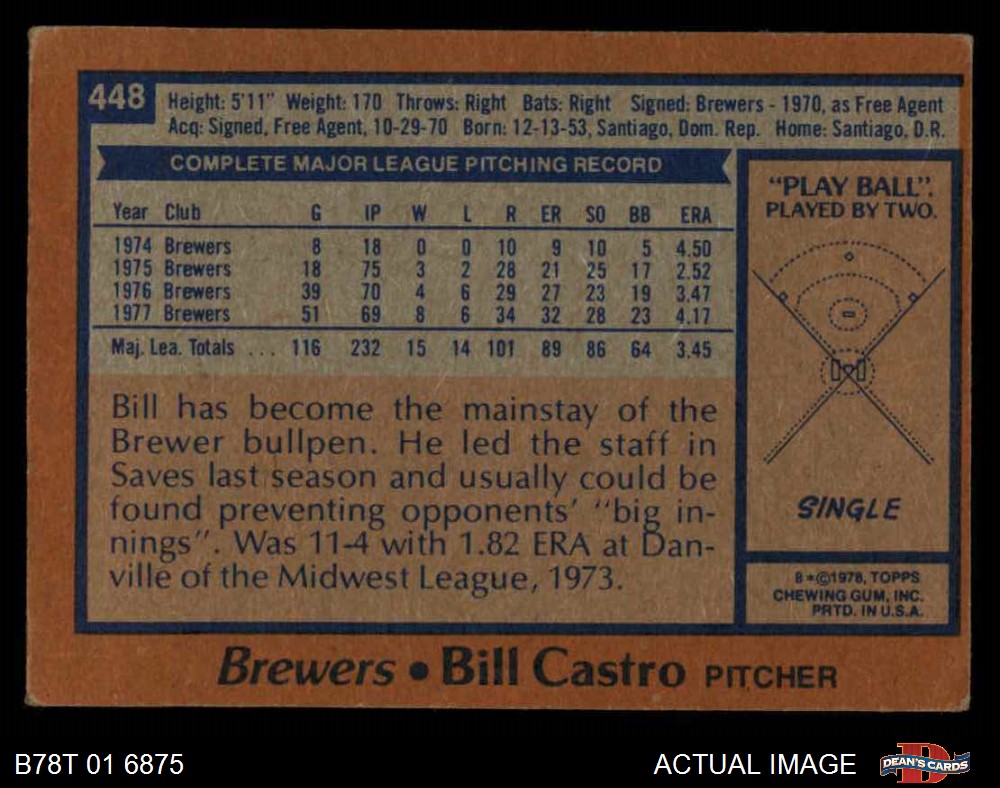 448
Height: 5'11" Weight: 170 Throws: Right Bats: Right Signed: Brewers - 1970, as Free Agent
Acq: Signed, Free Agent, 10-29-70 Born: 12-13-53, Santiago, Dom. Rep. Home: Santiago, D.R.
COMPLETE MAJOR LEAGUE PITCHING RECORD
Year Club G IP W L R ER SO BB ERA
1974 Brewers 8 18 0 0 10 9 10 5 4.50
1975 Brewers 18 75 3 2 28 21 25 17 2.52
1976 Brewers 39 70 4 6 29 27 23 19 3.47
1977 Brewers 51 69 8 6 34 32 28 23 4.17
Maj. Lea. Totals ... 116 232 15 14 101 89 86 64 3.45
Bill has become the mainstay of the
Brewer bullpen. He led the staff in
Saves last season and usually could be
found preventing opponents' "big in-
nings". Was 11-4 with 1.82 ERA at Dan-
ville of the Midwest League, 1973.
"PLAY BALL".
PLAYED BY TWO.
SINGLE
B*©1978, TOPPS
CHEWING GUM, INC.
PRTD. IN U.S.A.
Brewers • Bill Castro PITCHER
B78T 01 6875
ACTUAL IMAGE
DEAN'S CARDS